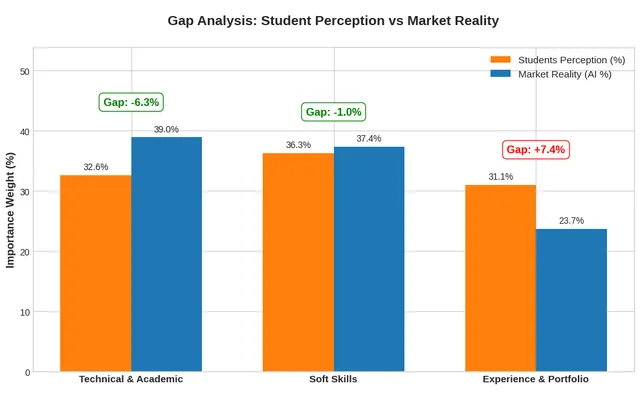 Gap Analysis: Student Perception vs Market Reality
Students Perception (%)
Market Reality (AI %)
Importance Weight (%)
50
40
30
20
10
0
Gap: -6.3%
Gap: -1.0%
Gap: +7.4%
32.6%
39.0%
36.3%
37.4%
31.1%
23.7%
Technical & Academic
Soft Skills
Experience & Portfolio